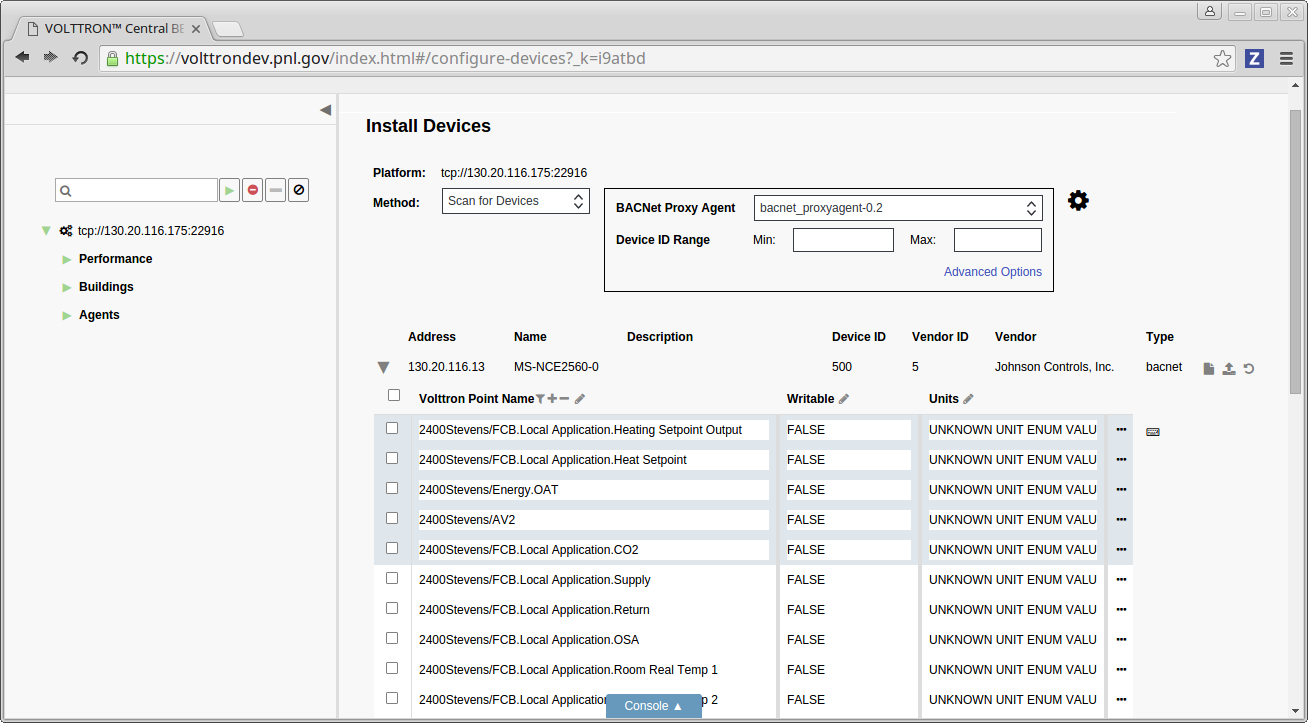 VOLTTRON™ Central BE
https://volttrondev.pnl.gov/index.html#/configure-devices?_k=i9atbd
Z
Install Devices
Platform: tcp://130.20.116.175:22916
Method: Scan for Devices
BACNet Proxy Agent bacnet_proxyagent-0.2
Device ID Range Min: Max:
Advanced Options
tcp://130.20.116.175:22916
Performance
Buildings
Agents
Address Name Description Device ID Vendor ID Vendor Type
130.20.116.13 MS-NCE2560-0 500 5 Johnson Controls, Inc. bacnet
Volttron Point Name Writable Units
2400Stevens/FCB.Local Application.Heating Setpoint Output FALSE UNKNOWN UNIT ENUM VALU
2400Stevens/FCB.Local Application.Heat Setpoint FALSE UNKNOWN UNIT ENUM VALU
2400Stevens/Energy.OAT FALSE UNKNOWN UNIT ENUM VALU
2400Stevens/AV2 FALSE UNKNOWN UNIT ENUM VALU
2400Stevens/FCB.Local Application.CO2 FALSE UNKNOWN UNIT ENUM VALU
2400Stevens/FCB.Local Application.Supply FALSE UNKNOWN UNIT ENUM VALU
2400Stevens/FCB.Local Application.Return FALSE UNKNOWN UNIT ENUM VALU
2400Stevens/FCB.Local Application.OSA FALSE UNKNOWN UNIT ENUM VALU
2400Stevens/FCB.Local Application.Room Real Temp 1 FALSE UNKNOWN UNIT ENUM VALU
2400Stevens/FCB.Local Applicatio p 2 FALSE UNKNOWN UNIT ENUM VALU
Console ▲